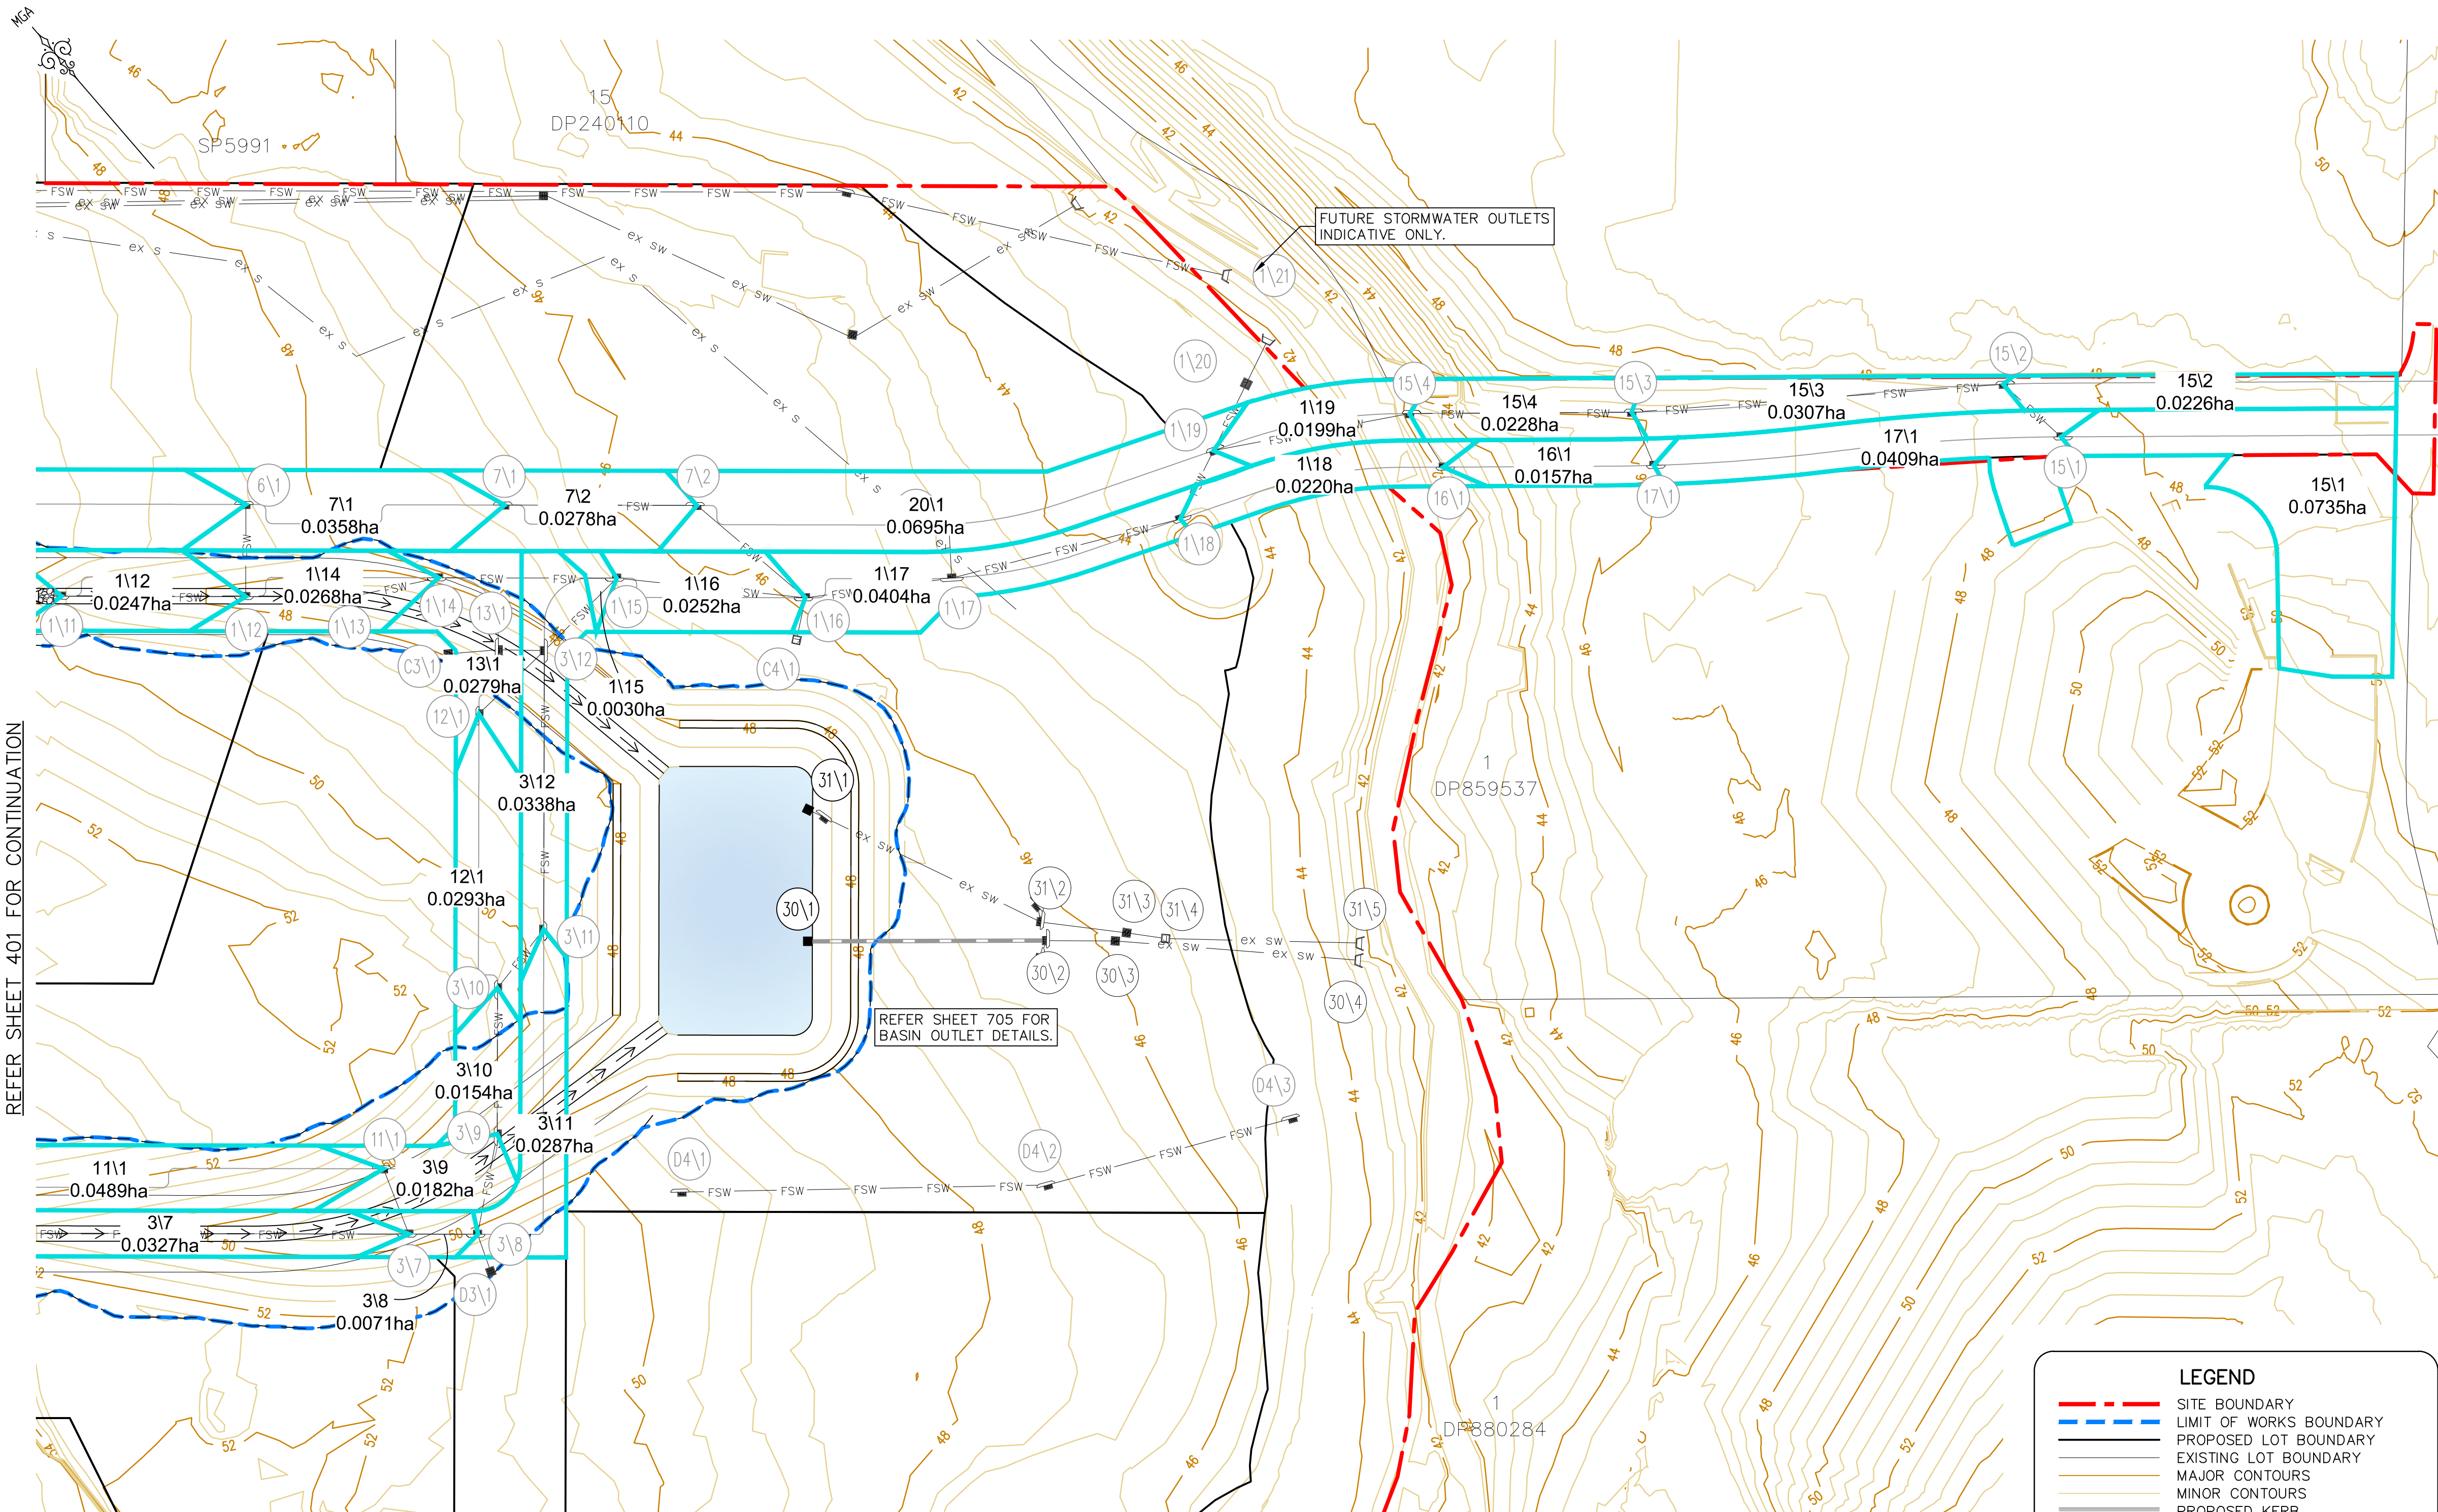 MGA
SP5991
15
DP240110
FUTURE STORMWATER OUTLETS
INDICATIVE ONLY.
1\21
1\20
1\19
1\18
1\17
1\16
1\15
1\14
1\13
1\12
1\11
6\1
7\1
7\2
15\4
15\3
15\2
15\1
16\1
17\1
7\1
0.0358ha
7\2
0.0278ha
20\1
0.0695ha
1\19
0.0199ha
15\4
0.0228ha
15\3
0.0307ha
15\2
0.0226ha
1\18
0.0220ha
16\1
0.0157ha
17\1
0.0409ha
15\1
0.0735ha
1\12
0.0247ha
1\14
0.0268ha
1\16
0.0252ha
1\17
0.0404ha
13\1
C3\1
3\12
C4\1
12\1
13\1
0.0279ha
1\15
0.0030ha
3\12
0.0338ha
12\1
0.0293ha
3\11
3\10
31\1
30\1
31\2
31\3
31\4
31\5
30\2
30\3
30\4
1
DP859537
REFER SHEET 401 FOR CONTINUATION
REFER SHEET 705 FOR
BASIN OUTLET DETAILS.
3\10
0.0154ha
3\11
0.0287ha
11\1
3\9
11\1
0.0489ha
3\9
0.0182ha
3\7
0.0327ha
3\8
3\7
D3\1
3\8
0.0071ha
D4\1
D4\2
D4\3
1
DP880284
LEGEND
SITE BOUNDARY
LIMIT OF WORKS BOUNDARY
PROPOSED LOT BOUNDARY
EXISTING LOT BOUNDARY
MAJOR CONTOURS
MINOR CONTOURS
PROPOSED KERB